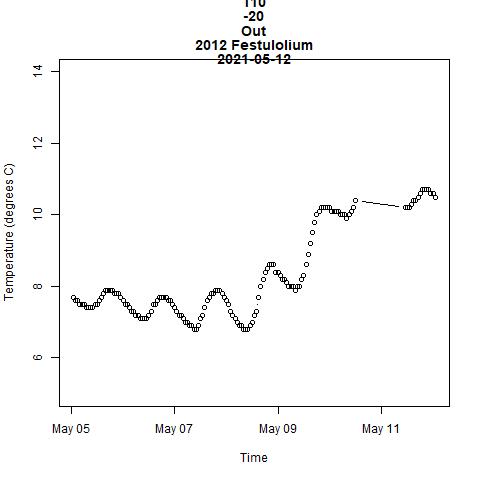 110
-20
Out
2012 Festulolium
2021-05-12
Temperature (degrees C)
14
12
10
8
6
May 05
May 07
May 09
May 11
Time